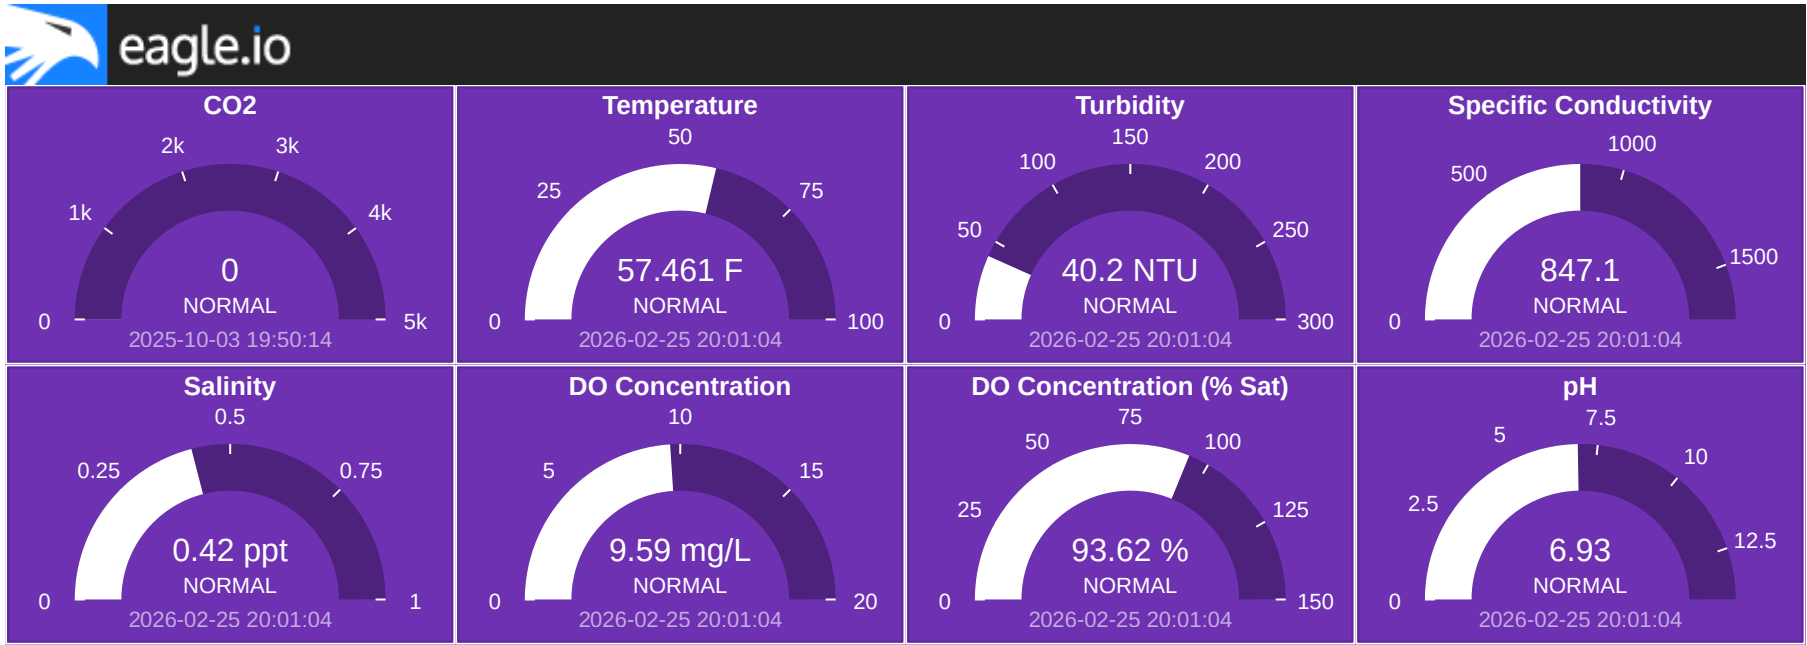 eagle.io
CO2
0
1k
2k
3k
4k
5k
0
NORMAL
2025-10-03 19:50:14
Temperature
0
25
50
75
100
57.461 F
NORMAL
2026-02-25 20:01:04
Turbidity
0
50
100
150
200
250
300
40.2 NTU
NORMAL
2026-02-25 20:01:04
Specific Conductivity
0
500
1000
1500
847.1
NORMAL
2026-02-25 20:01:04
Salinity
0
0.25
0.5
0.75
1
0.42 ppt
NORMAL
2026-02-25 20:01:04
DO Concentration
0
5
10
15
20
9.59 mg/L
NORMAL
2026-02-25 20:01:04
DO Concentration (% Sat)
0
25
50
75
100
125
150
93.62 %
NORMAL
2026-02-25 20:01:04
pH
0
2.5
5
7.5
10
12.5
6.93
NORMAL
2026-02-25 20:01:04